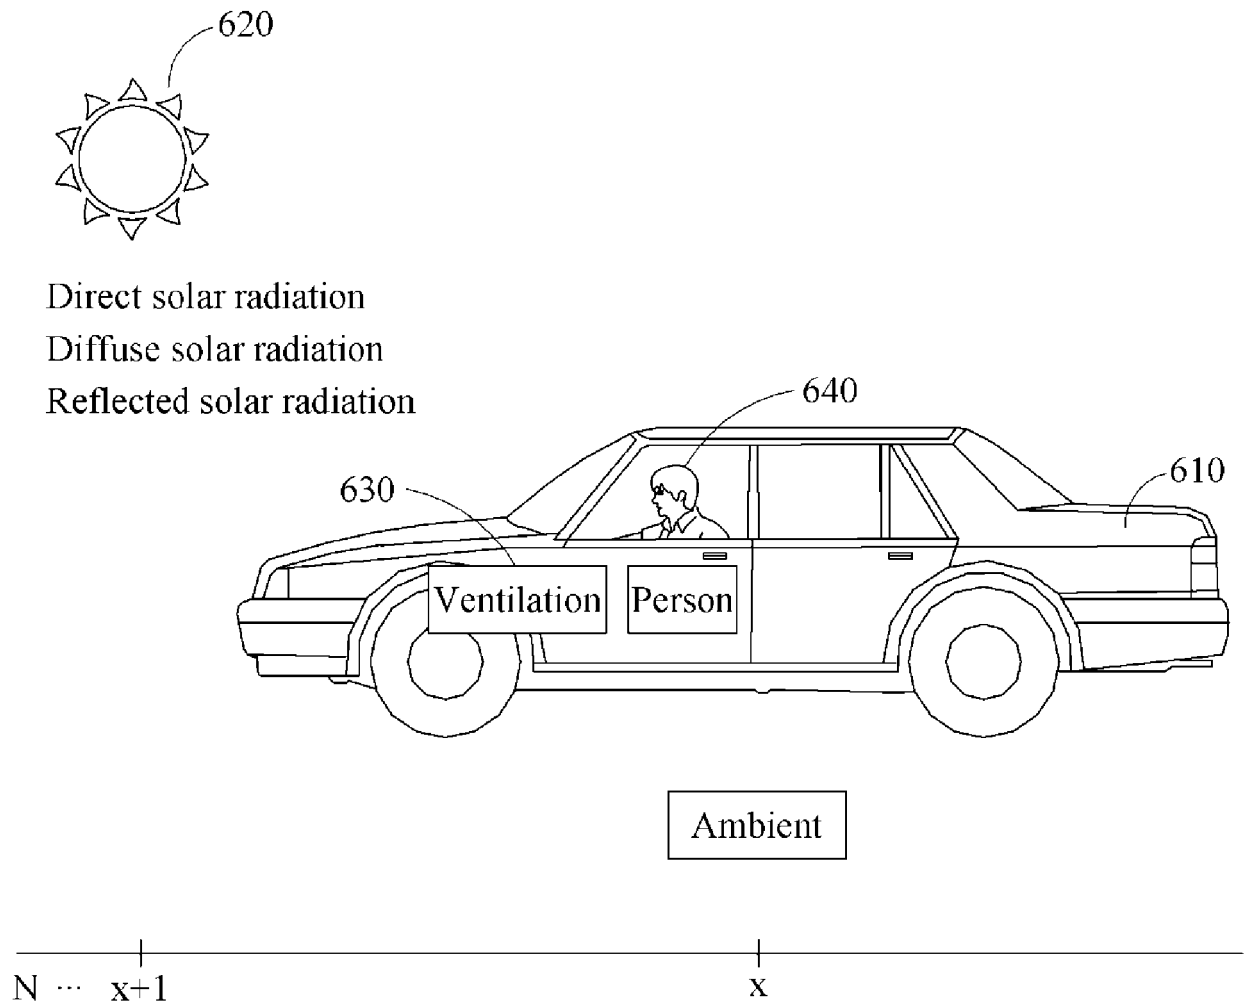 620
Direct solar radiation
Diffuse solar radiation
Reflected solar radiation
640
630
610
Ventilation
Person
Ambient
N ... x+1 x